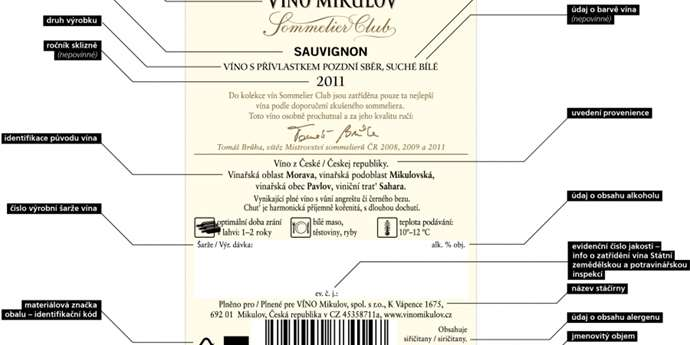 VÍNO MIKULOV
Sommelier Club
SAUVIGNON
VÍNO S PŘÍVLASTKEM POZDNÍ SBĚR, SUCHÉ BÍLÉ
2011
Do kolekce vín Sommelier Club jsou zatříděna pouze ta nejlepší
vína podle doporučení zkušeného sommeliera.
Toto víno osobně prochutnal a za jeho kvalitu ručí:
Tomáš Brůha
Tomáš Brůha, vítěz Mistrovství sommelierů ČR 2008, 2009 a 2011
Víno z České / Českej republiky.
Vinařská oblast Morava, vinařská podoblast Mikulovská,
vinařská obec Pavlov, viniční trať Sahara.
Vynikající plné víno s vůní angreštu či černého bezu.
Chuť je harmonická příjemně kořenitá, s dlouhou dochutí.
optimální doba zrání
v lahvi: 1–2 roky
bílé maso,
těstoviny, ryby
teplota podávání:
10°–12 °C
Šarže / Výr. dávka:
alk. % obj.
ev. č. j.:
Plněno pro / Plnené pre VÍNO Mikulov, spol. s r.o., K Vápence 1675,
692 01 Mikulov, Česká republika v CZ 45358711a, www.vinomikulov.cz
Obsahuje
siřičitany / siričitany.
druh výrobku
ročník sklizně
(nepovinné)
identifikace původu vína
číslo výrobní šarže vína
materiálová značka
obalu – identifikační kód
údaj o barvě vína
(nepovinné)
uvedení provenience
údaj o obsahu alkoholu
evidenční číslo jakosti –
info o zatřídění vína Státní
zemědělskou a potravinářskou
inspekcí
název stáčírny
údaj o obsahu alergenu
jmenovitý objem